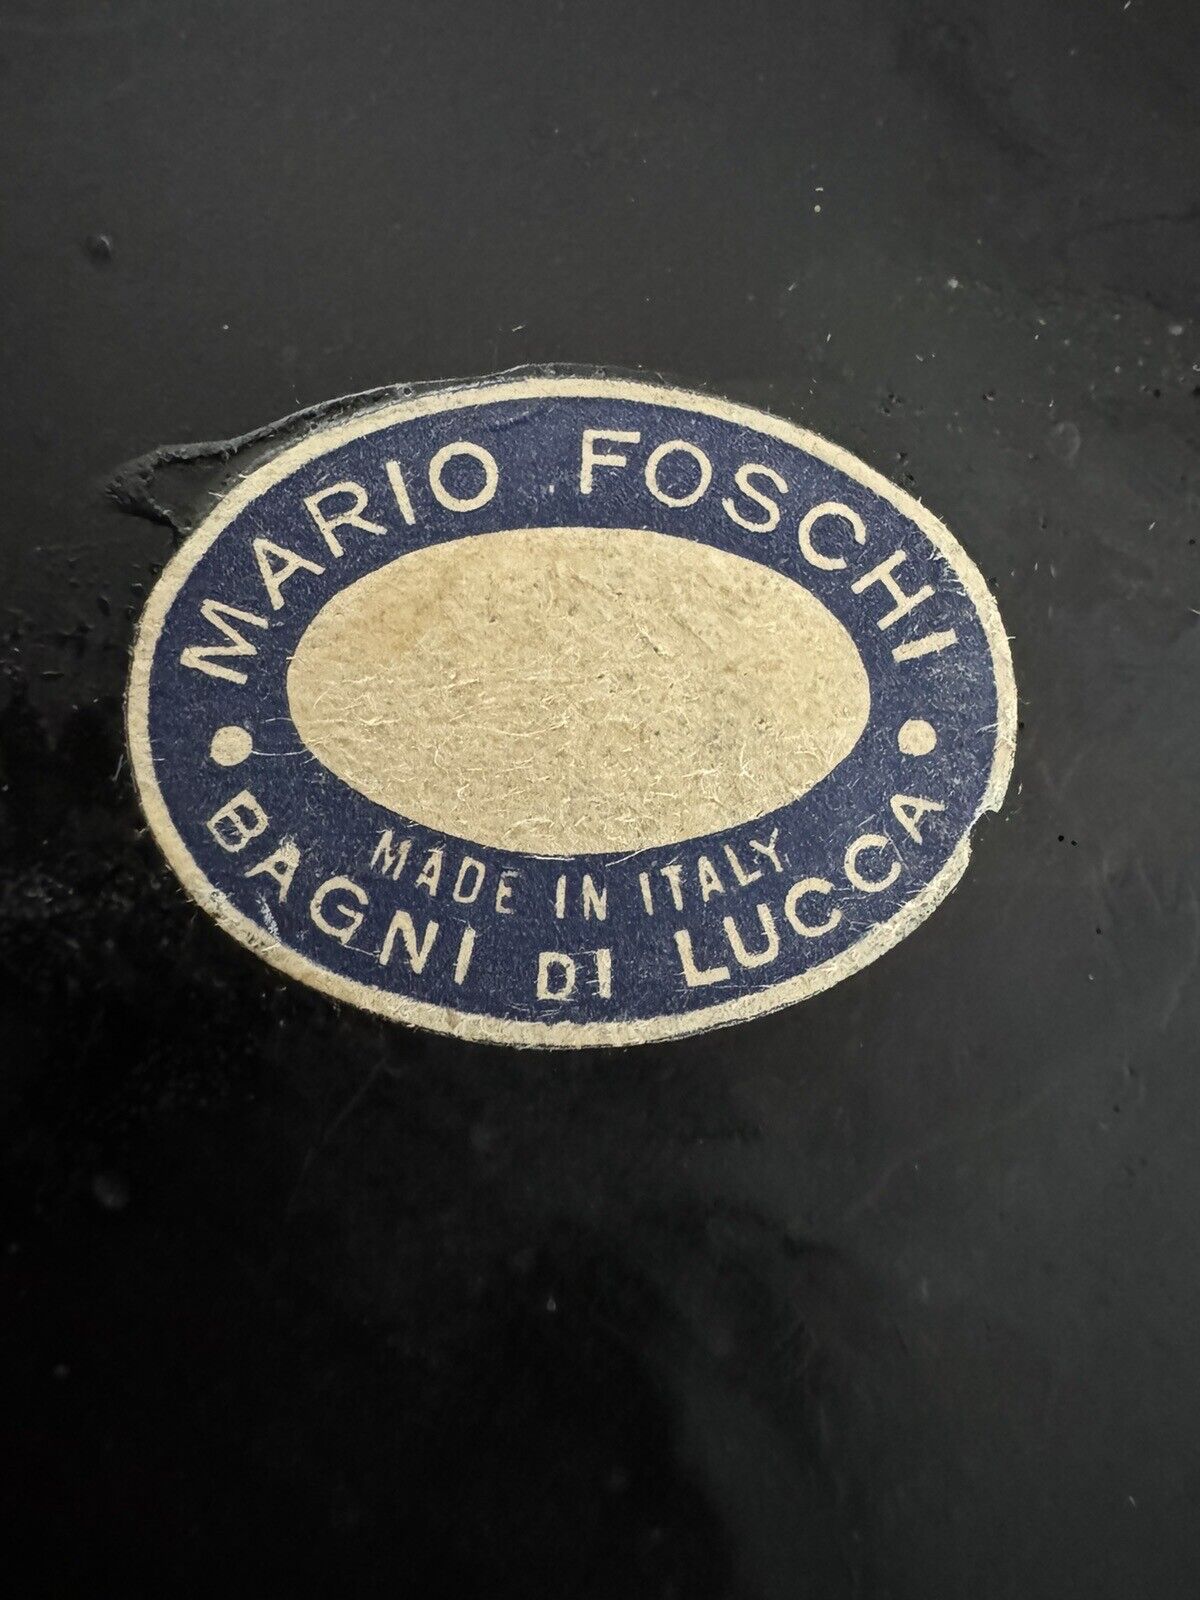 MARIO FOSCHI
MADE IN ITALY
• BAGNI DI LUCCA •